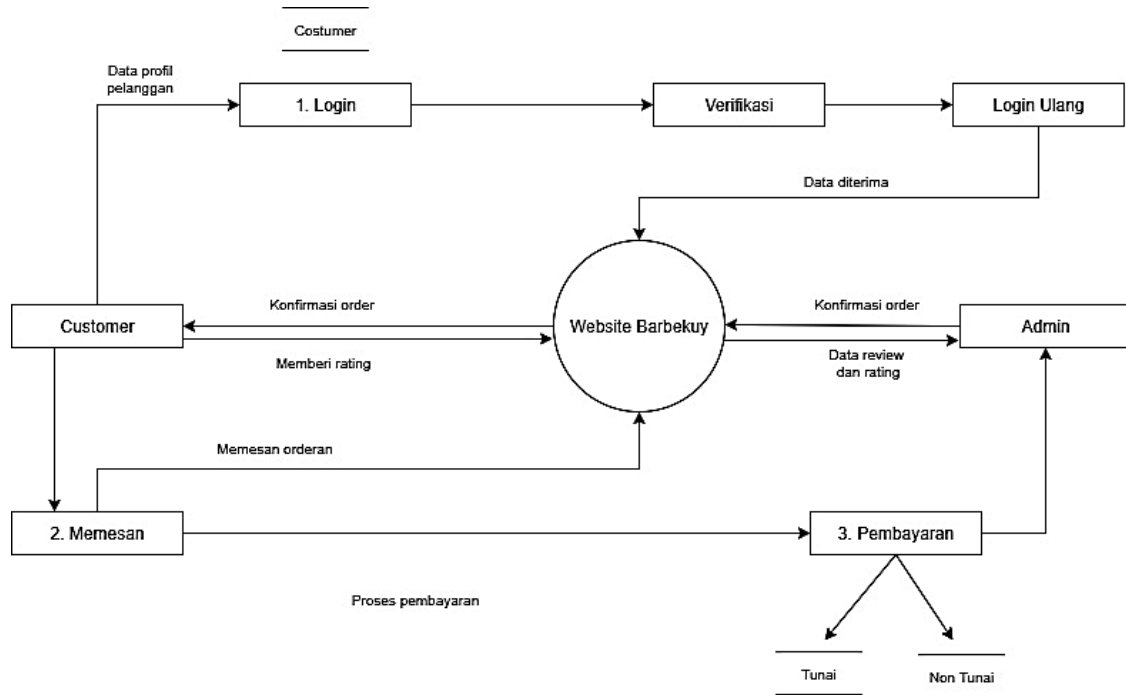 Costumer
Data profil
pelanggan
1. Login
Verifikasi
Login Ulang
Data diterima
Konfirmasi order
Konfirmasi order
Customer
Website Barbekuy
Admin
Memberi rating
Data review
dan rating
Memesan orderan
2. Memesan
3. Pembayaran
Proses pembayaran
Tunai
Non Tunai